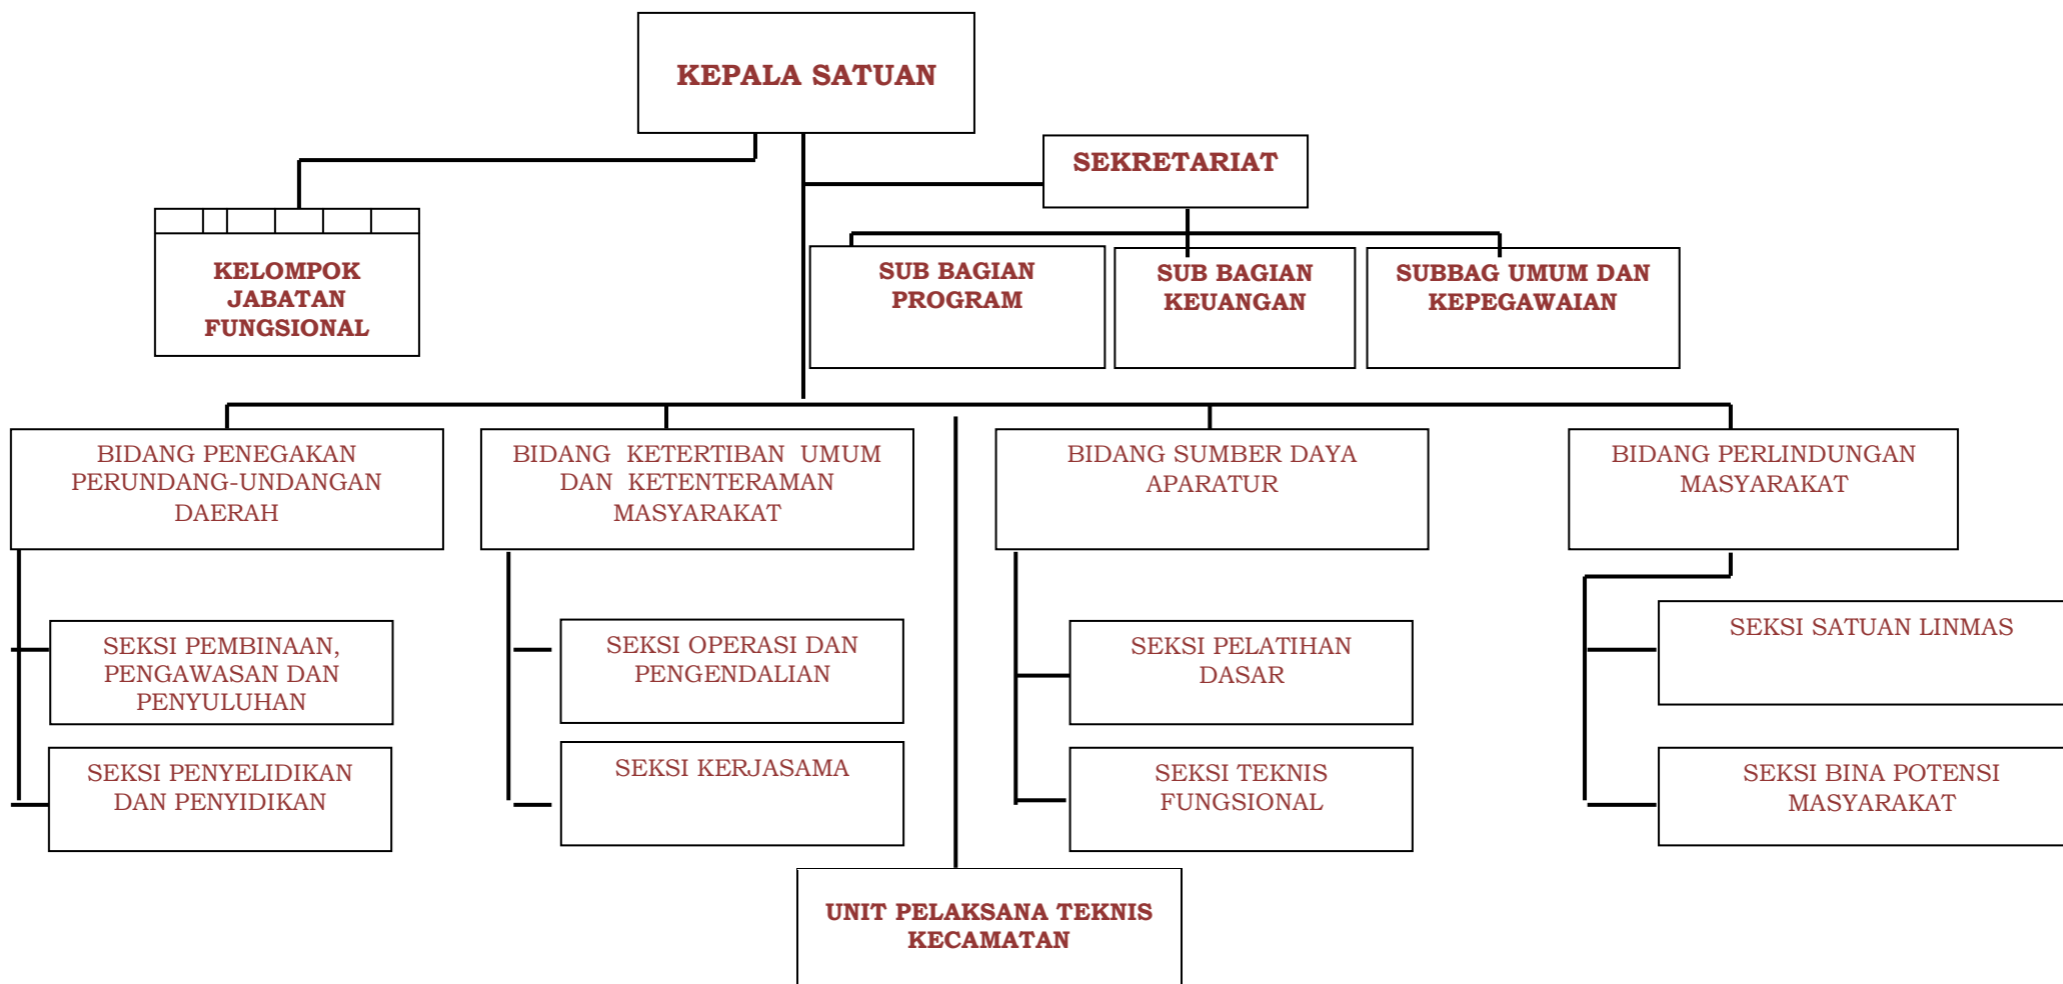 KEPALA SATUAN
SEKRETARIAT
KELOMPOK
JABATAN
FUNGSIONAL
SUB BAGIAN
PROGRAM
SUB BAGIAN
KEUANGAN
SUBBAG UMUM DAN
KEPEGAWAIAN
BIDANG PENEGAKAN
PERUNDANG-UNDANGAN
DAERAH
BIDANG KETERTIBAN UMUM
DAN KETENTERAMAN
MASYARAKAT
BIDANG SUMBER DAYA
APARATUR
BIDANG PERLINDUNGAN
MASYARAKAT
SEKSI PEMBINAAN,
PENGAWASAN DAN
PENYULUHAN
SEKSI OPERASI DAN
PENGENDALIAN
SEKSI PELATIHAN
DASAR
SEKSI SATUAN LINMAS
SEKSI PENYELIDIKAN
DAN PENYIDIKAN
SEKSI KERJASAMA
SEKSI TEKNIS
FUNGSIONAL
SEKSI BINA POTENSI
MASYARAKAT
UNIT PELAKSANA TEKNIS
KECAMATAN